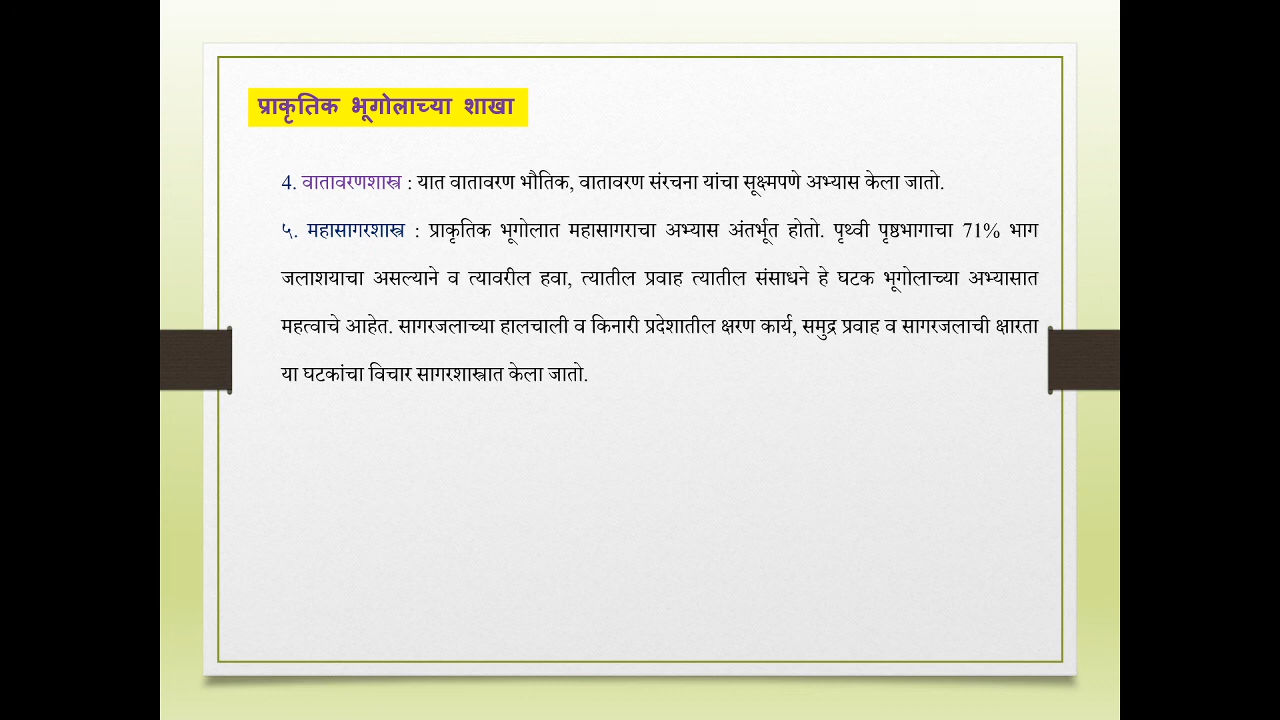 प्राकृतिक भूगोलाच्या शाखा
4. वातावरणशास्त्र : यात वातावरण भौतिक, वातावरण संरचना यांचा सूक्ष्मपणे अभ्यास केला जातो.
५. महासागरशास्त्र : प्राकृतिक भूगोलात महासागराचा अभ्यास अंतर्भूत होतो. पृथ्वी पृष्ठभागाचा 71% भाग
जलाशयाचा असल्याने व त्यावरील हवा, त्यातील प्रवाह त्यातील संसाधने हे घटक भूगोलाच्या अभ्यासात
महत्वाचे आहेत. सागरजलाच्या हालचाली व किनारी प्रदेशातील क्षरण कार्य, समुद्र प्रवाह व सागरजलाची क्षारता
या घटकांचा विचार सागरशास्त्रात केला जातो.